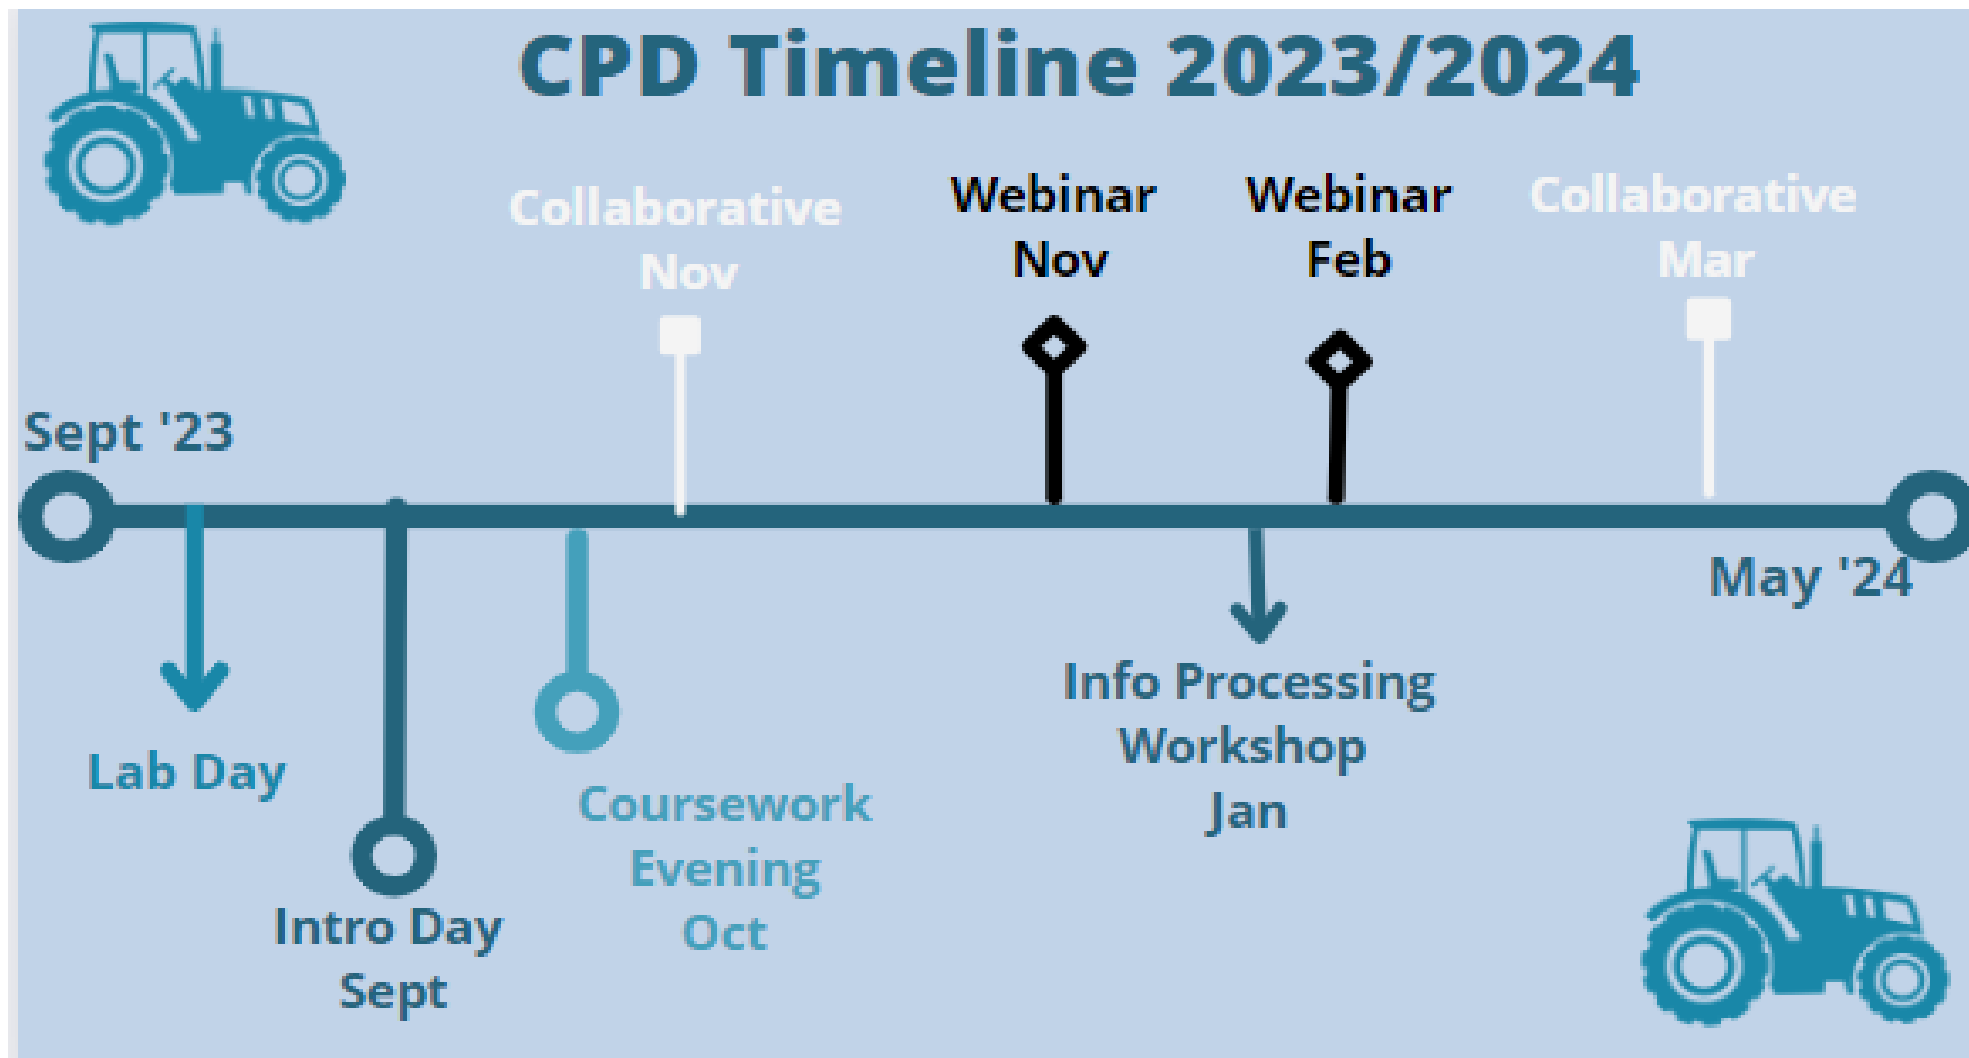 CPD Timeline 2023/2024
Collaborative
Nov
Webinar
Nov
Webinar
Feb
Collaborative
Mar
Sept '23
May '24
Lab Day
Intro Day
Sept
Coursework
Evening
Oct
Info Processing
Workshop
Jan